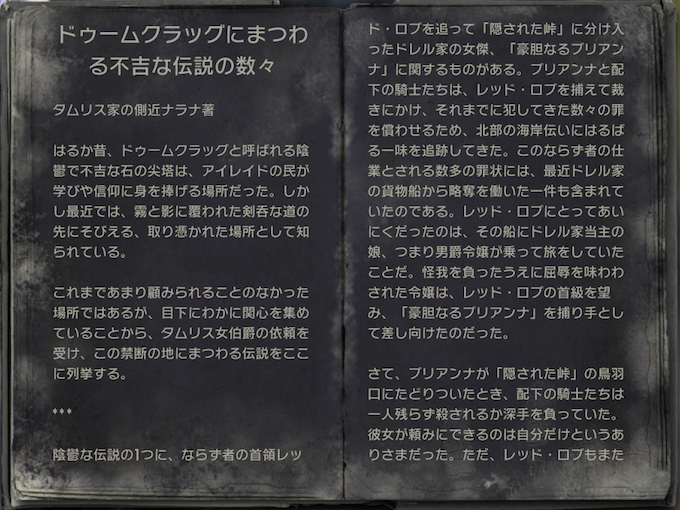 ドゥームクラッグにまつわ
る不吉な伝説の数々
タムリス家の側近ナラナ著
はるか昔、ドゥームクラッグと呼ばれる陰
鬱で不吉な石の尖塔は、アイレイドの民が
学びや信仰に身を捧げる場所だった。しか
し最近では、霧と影に覆われた剣呑な道の
先にそびえる、取り憑かれた場所として知
られている。
これまであまり顧みられることのなかった
場所ではあるが、目下にわかに関心を集め
ていることから、タムリス女伯爵の依頼を
受け、この禁断の地にまつわる伝説をここ
に列挙する。
***
陰鬱な伝説の1つに、ならず者の首領レッ
ド・ロブを追って「隠された峠」に分け入
ったドレル家の女傑、「豪胆なるブリアン
ナ」に関するものがある。ブリアンナと配
下の騎士たちは、レッド・ロブを捕えて裁
きにかけ、それまでに犯してきた数々の罪
を償わせるため、北部の海岸伝いにはるば
る一味を追跡してきた。このならず者の仕
業とされる数多の罪状には、最近ドレル家
の貨物船から略奪を働いた一件も含まれて
いたのである。レッド・ロブにとってあい
にくだったのは、その船にドレル家当主の
娘、つまり男爵令嬢が乗って旅をしていた
ことだ。怪我を負ったうえに屈辱を味わわ
された令嬢は、レッド・ロブの首級を望
み、「豪胆なるブリアンナ」を捕り手とし
て差し向けたのだった。
さて、ブリアンナが「隠された峠」の鳥羽
口にたどりついたとき、配下の騎士たちは
一人残らず殺されるか深手を負っていた。
彼女が頼みにできるのは自分だけというあ
りさまだった。ただ、レッド・ロブもまた